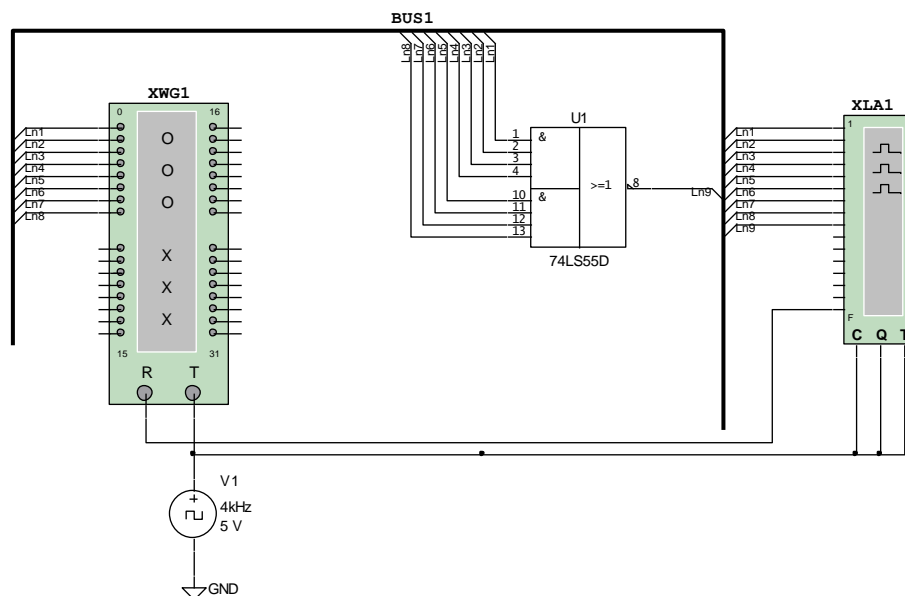 BUS1
Ln8
Ln7
Ln6
Ln5
Ln4
Ln3
Ln2
Ln1
XWG1
0
16
O
O
O
X
X
X
15
31
R
T
Ln1
Ln2
Ln3
Ln4
Ln5
Ln6
Ln7
Ln8
U1
1
2
3
4
10
11
12
13
&
&
>=1
8
74LS55D
Ln9
XLA1
1
F
C Q T
Ln1
Ln2
Ln3
Ln4
Ln5
Ln6
Ln7
Ln8
Ln9
V1
+
4kHz
5 V
GND